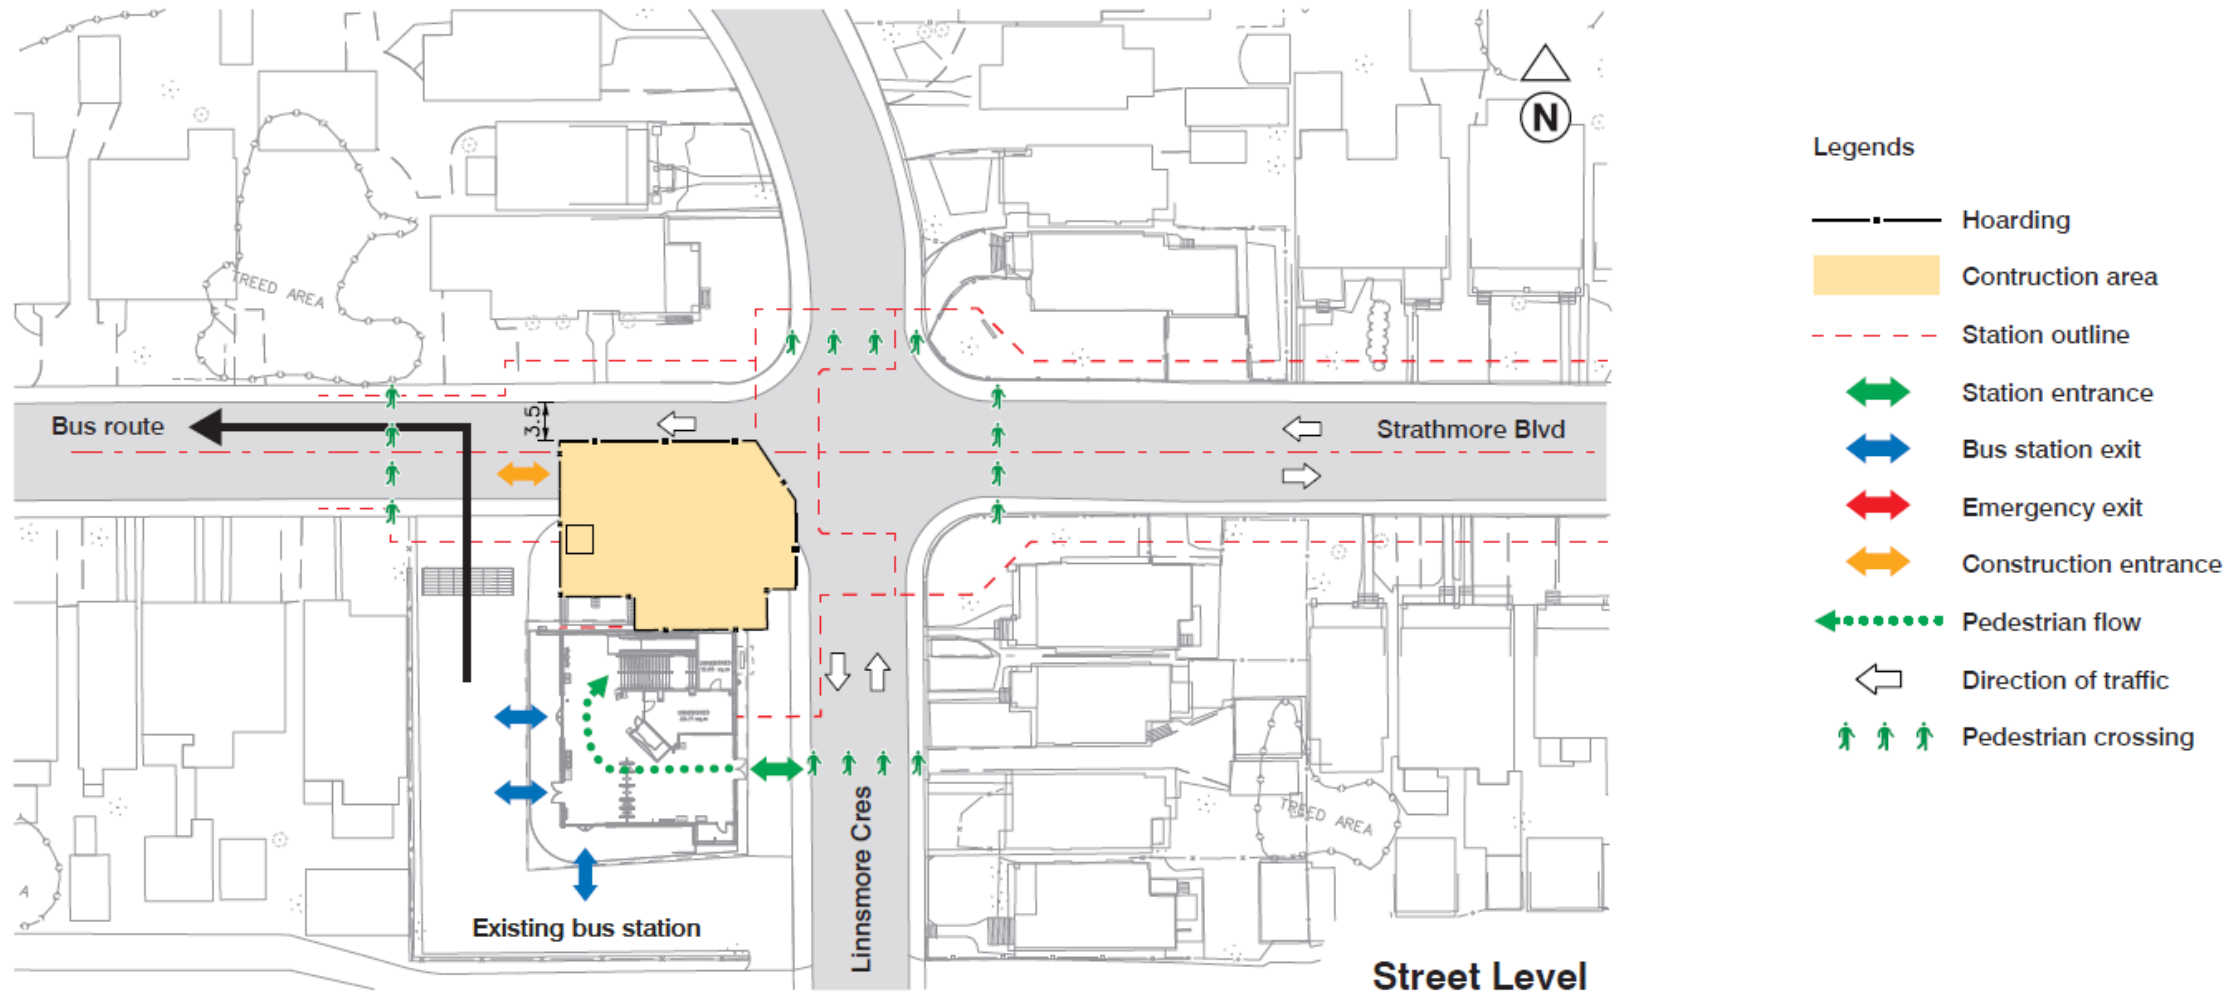 N
Legends
Hoarding
Contruction area
Station outline
Station entrance
Bus station exit
Emergency exit
Construction entrance
Pedestrian flow
Direction of traffic
Pedestrian crossing
TREED AREA
Bus route
3.5
Strathmore Blvd
TREED AREA
A
Linnsmore Cres
Existing bus station
Street Level